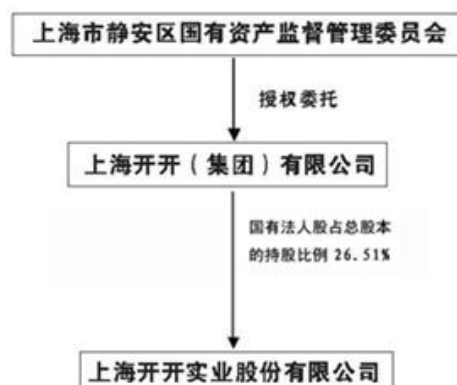 上海市静安区国有资产监督管理委员会
授权委托
上海开开（集团）有限公司
国有法人股占总股本
的持股比例 26.51%
上海开开实业股份有限公司